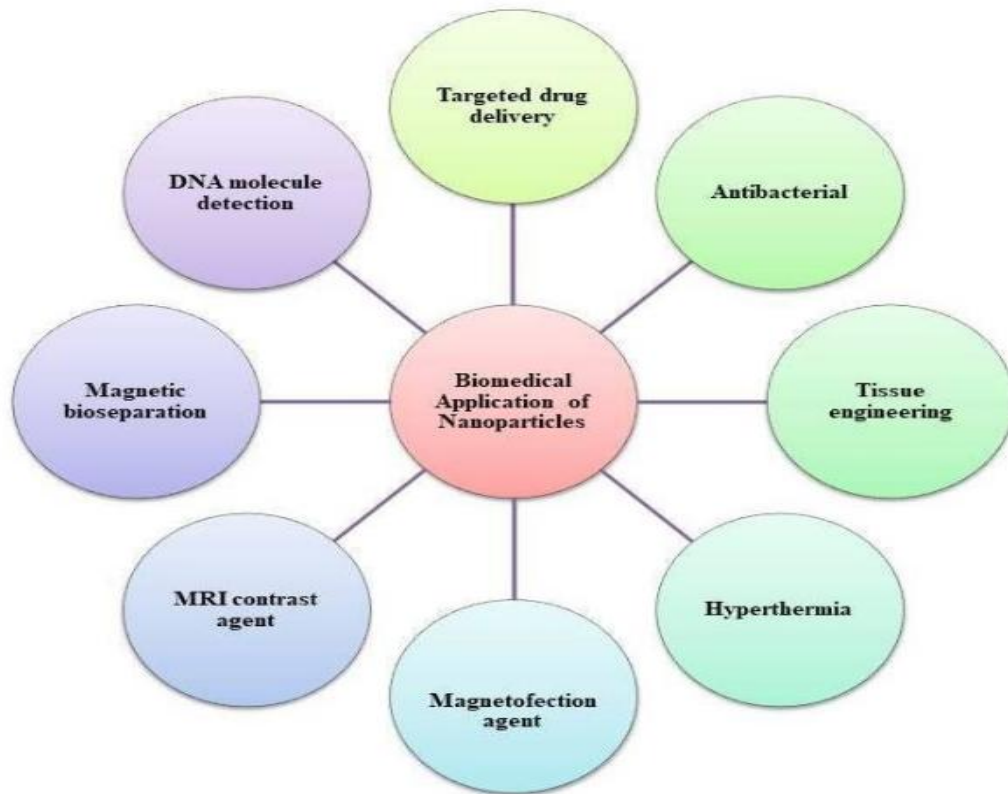 Targeted drug
delivery
Antibacterial
Tissue
engineering
Hyperthermia
Magnetofection
agent
MRI contrast
agent
Magnetic
bioseparation
DNA molecule
detection
Biomedical
Application of
Nanoparticles